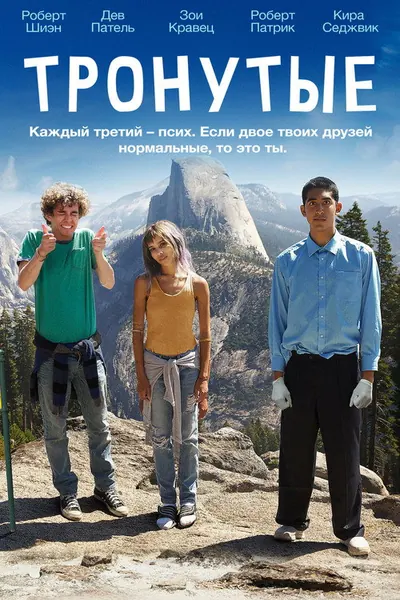 Роберт Дев Зои Роберт Кира
Шиэн Патель Кравец Патрик Седжвик
ТРОНУТЫЕ
Каждый третий – псих. Если двое твоих друзей
нормальные, то это ты.